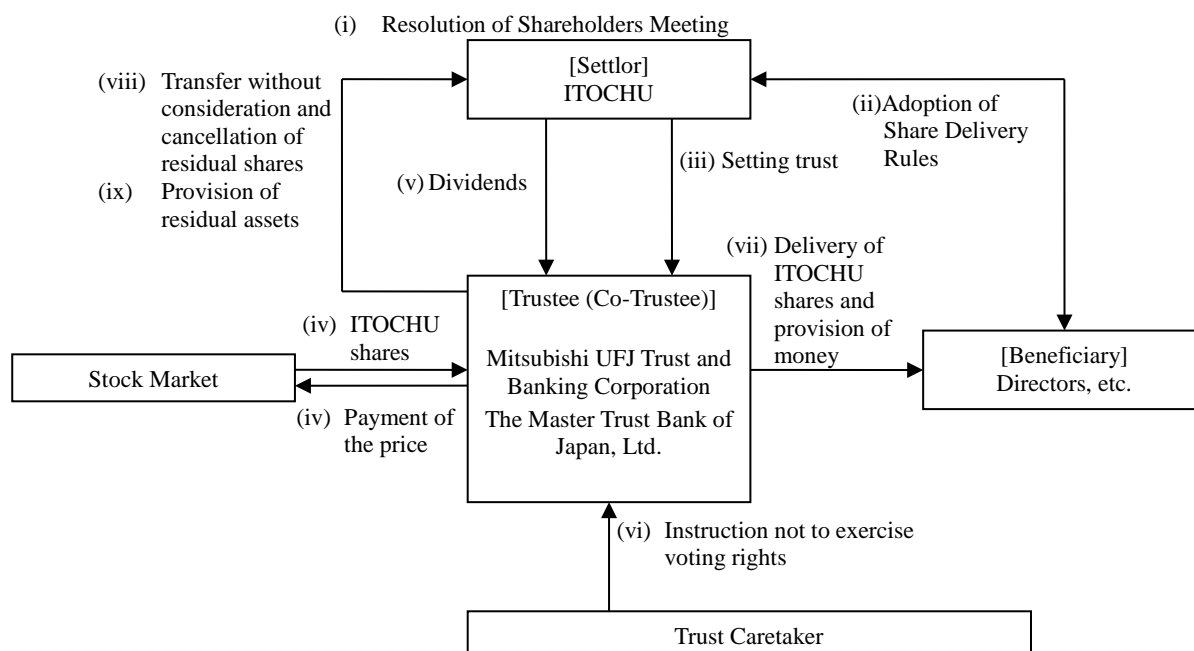 (i) Resolution of Shareholders Meeting
[Settlor]
ITOCHU
(viii) Transfer without
consideration and
cancellation of
residual shares
(ix) Provision of
residual assets
(ii)Adoption of
Share Delivery
Rules
(iii) Setting trust
(v) Dividends
(vii) Delivery of
ITOCHU
shares and
provision of
money
[Trustee (Co-Trustee)]
Mitsubishi UFJ Trust and
Banking Corporation
The Master Trust Bank of
Japan, Ltd.
(iv) ITOCHU
shares
Stock Market
(iv) Payment of
the price
[Beneficiary]
Directors, etc.
(vi) Instruction not to exercise
voting rights
Trust Caretaker